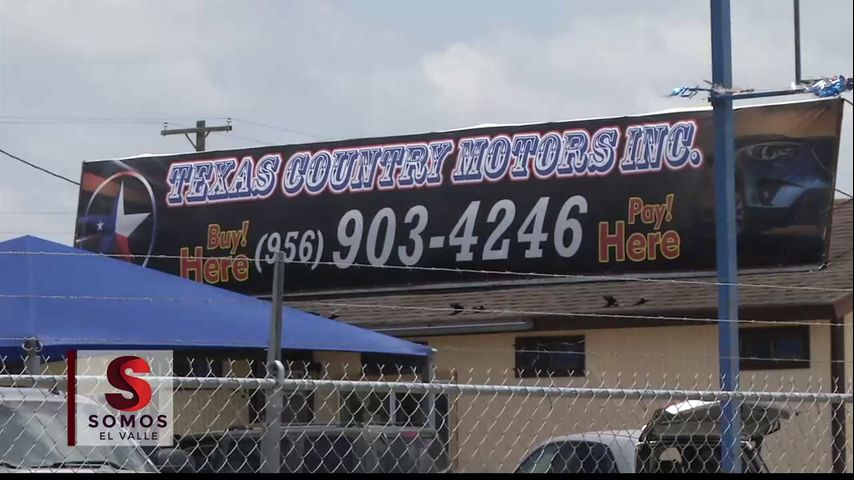 TEXAS COUNTRY MOTORS INC.
Buy! Here
(956) 903-4246
Pay! Here
S
SOMOS
EL VALLE